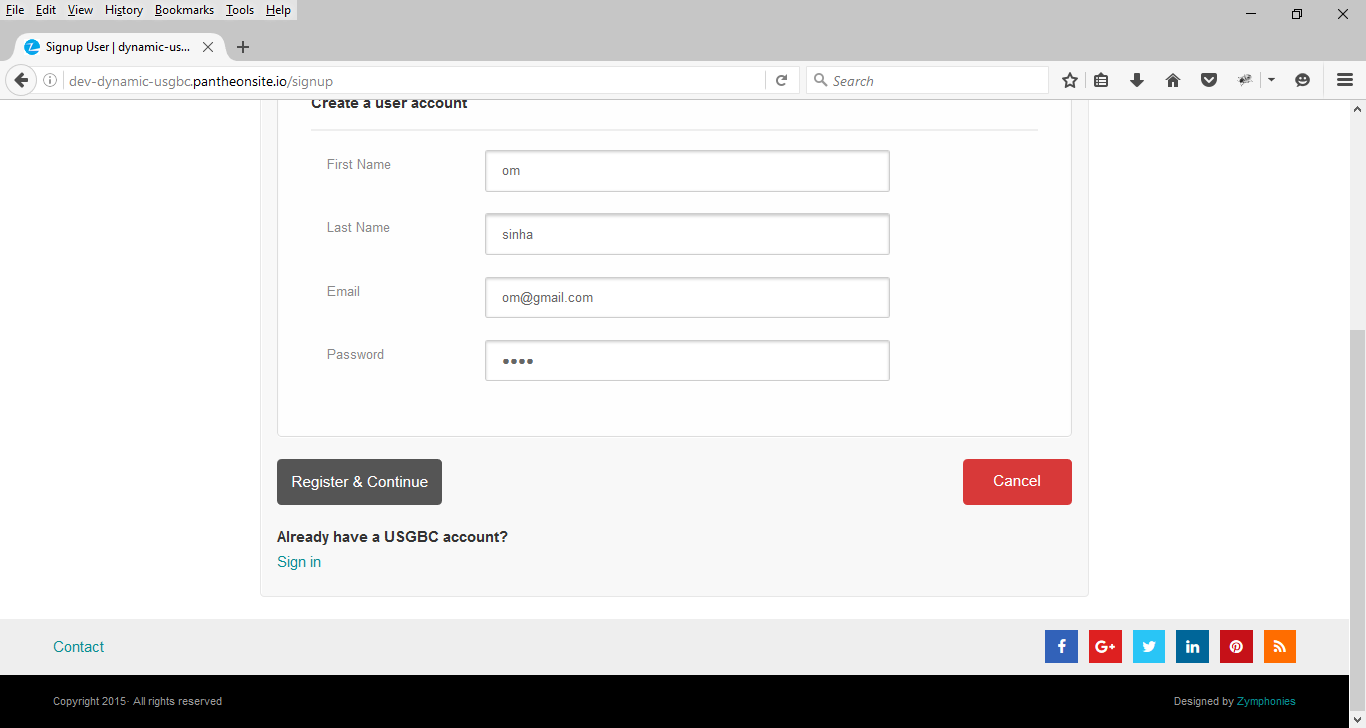 File Edit View History Bookmarks Tools Help
Signup User | dynamic-us...
dev-dynamic-usgbc.pantheonsite.io/signup
Search
Create a user account
First Name
om
Last Name
sinha
Email
om@gmail.com
Password
••••
Register & Continue
Cancel
Already have a USGBC account?
Sign in
Contact
f
G+
in
Copyright 2015- All rights reserved
Designed by Zymphonies